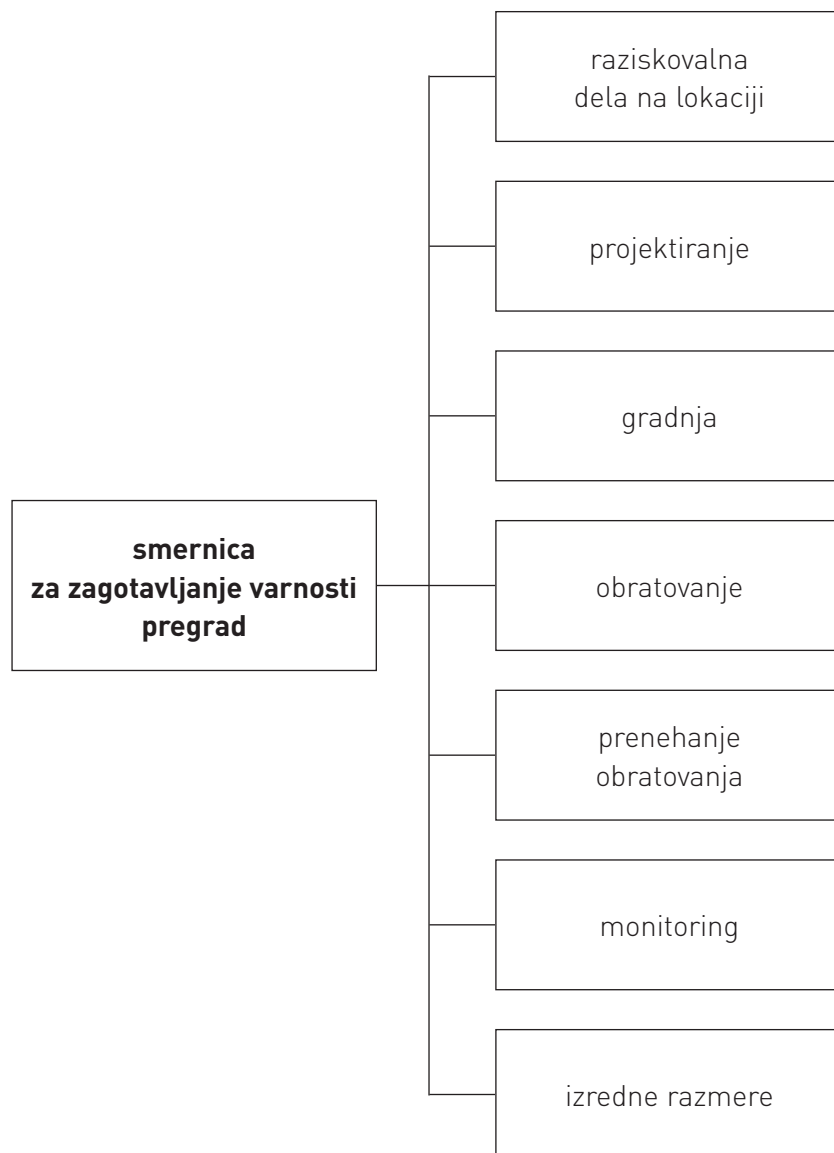 smernica
za zagotavljanje varnosti
pregrad
raziskovalna
dela na lokaciji
projektiranje
gradnja
obratovanje
prenehanje
obratovanja
monitoring
izredne razmere